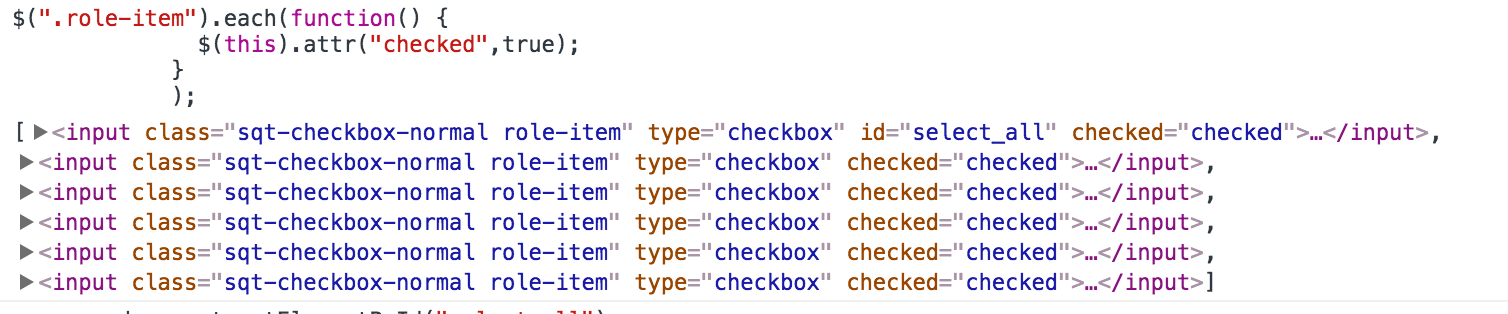 $(".role-item").each(function() {
$(this).attr("checked",true);
}
);
[ ▶<input class="sqt-checkbox-normal role-item" type="checkbox" id="select_all" checked="checked">…</input>,
▶<input class="sqt-checkbox-normal role-item" type="checkbox" checked="checked">…</input>,
▶<input class="sqt-checkbox-normal role-item" type="checkbox" checked="checked">…</input>,
▶<input class="sqt-checkbox-normal role-item" type="checkbox" checked="checked">…</input>,
▶<input class="sqt-checkbox-normal role-item" type="checkbox" checked="checked">…</input>,
▶<input class="sqt-checkbox-normal role-item" type="checkbox" checked="checked">…</input>]